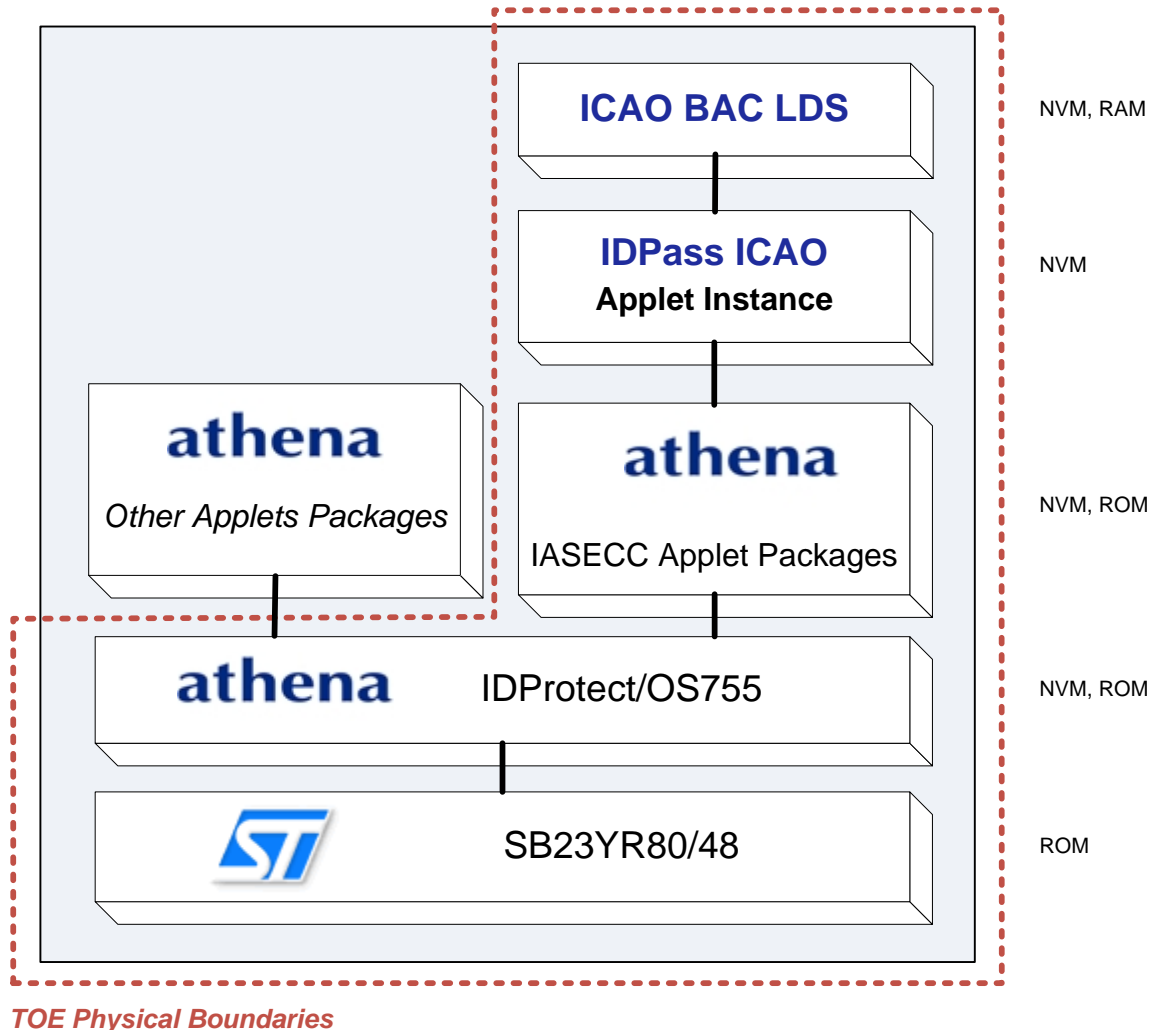 ICAO BAC LDS
NVM, RAM
IDPass ICAO
Applet Instance
NVM
athena
Other Applets Packages
athena
IASECC Applet Packages
NVM, ROM
athena IDProtect/OS755
NVM, ROM
ST SB23YR80/48
ROM
TOE Physical Boundaries